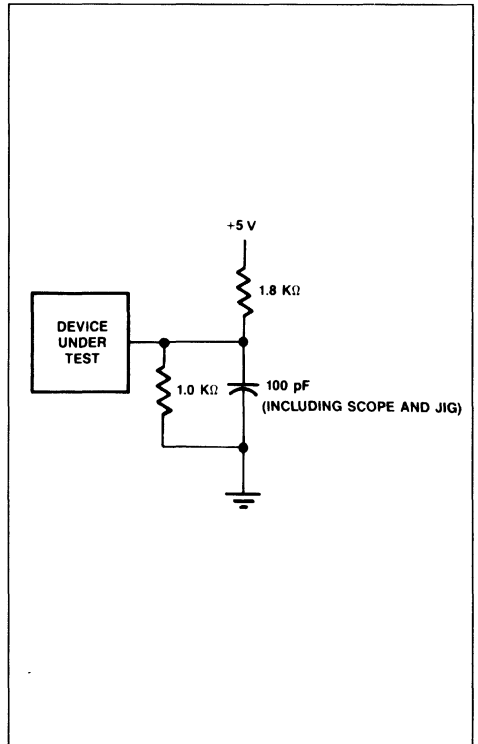 +5 V
1.8 KΩ
DEVICE
UNDER
TEST
1.0 KΩ
100 pF
(INCLUDING SCOPE AND JIG)